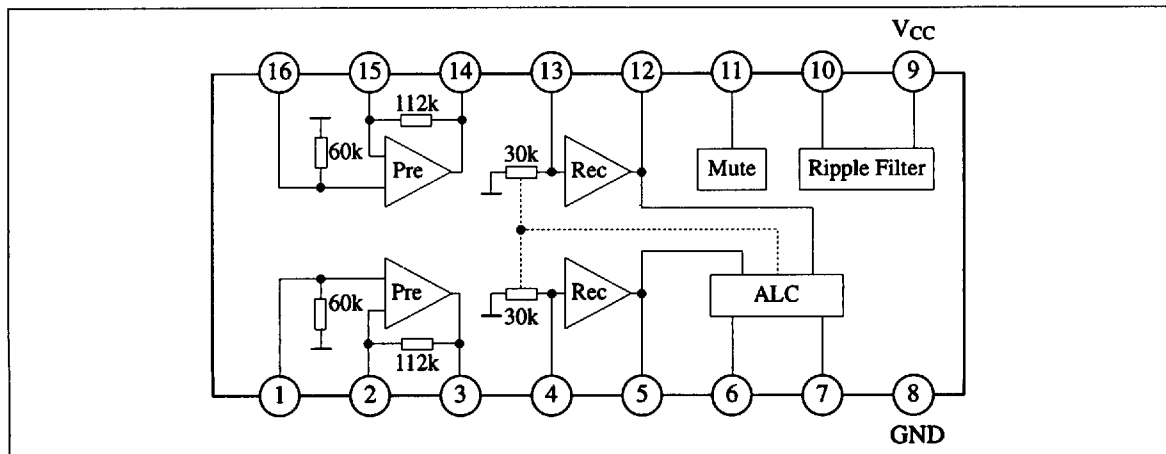 VCC
16 15 14 13 12 11 10 9
112k
60k
Pre
30k
Rec
Mute
Ripple Filter
Pre
60k
112k
30k
Rec
ALC
1 2 3 4 5 6 7 8
GND